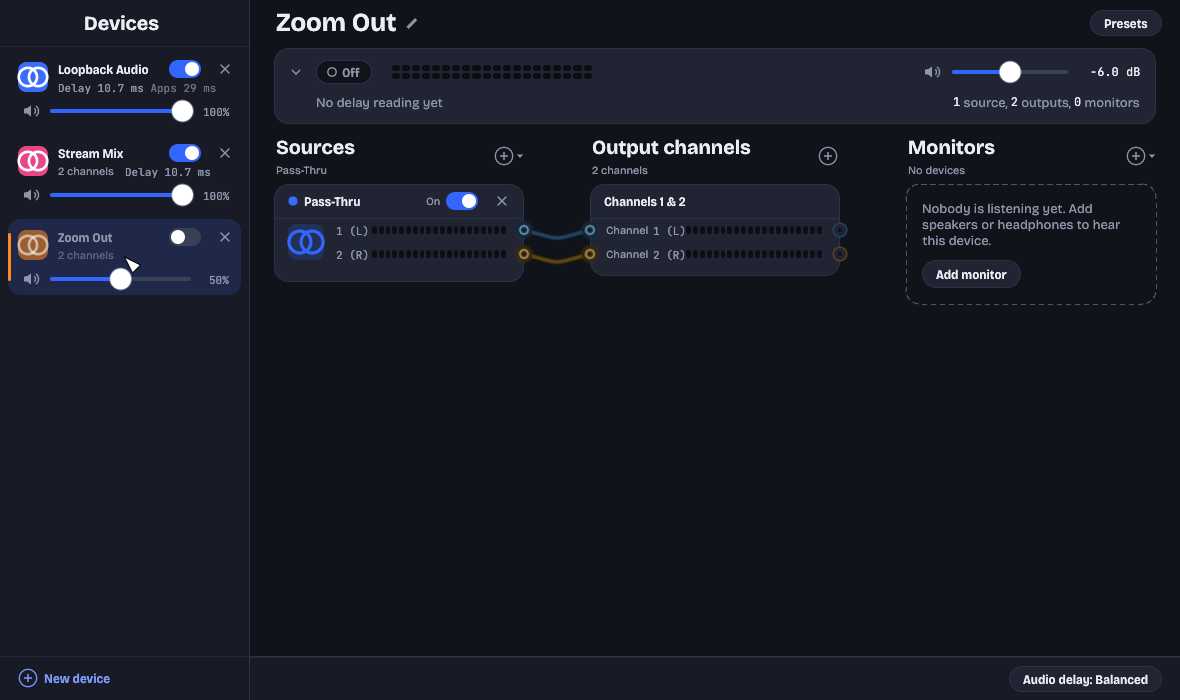 Devices
Loopback Audio
Delay 10.7 ms Apps 29 ms
100%
Stream Mix
2 channels Delay 10.7 ms
100%
Zoom Out
2 channels
50%
New device
Zoom Out
Presets
Off
-6.0 dB
No delay reading yet
1 source, 2 outputs, 0 monitors
Sources
Pass-Thru
Pass-Thru
On
1 (L)
2 (R)
Output channels
2 channels
Channels 1 & 2
Channel 1 (L)
Channel 2 (R)
Monitors
No devices
Nobody is listening yet. Add
speakers or headphones to hear
this device.
Add monitor
Audio delay: Balanced